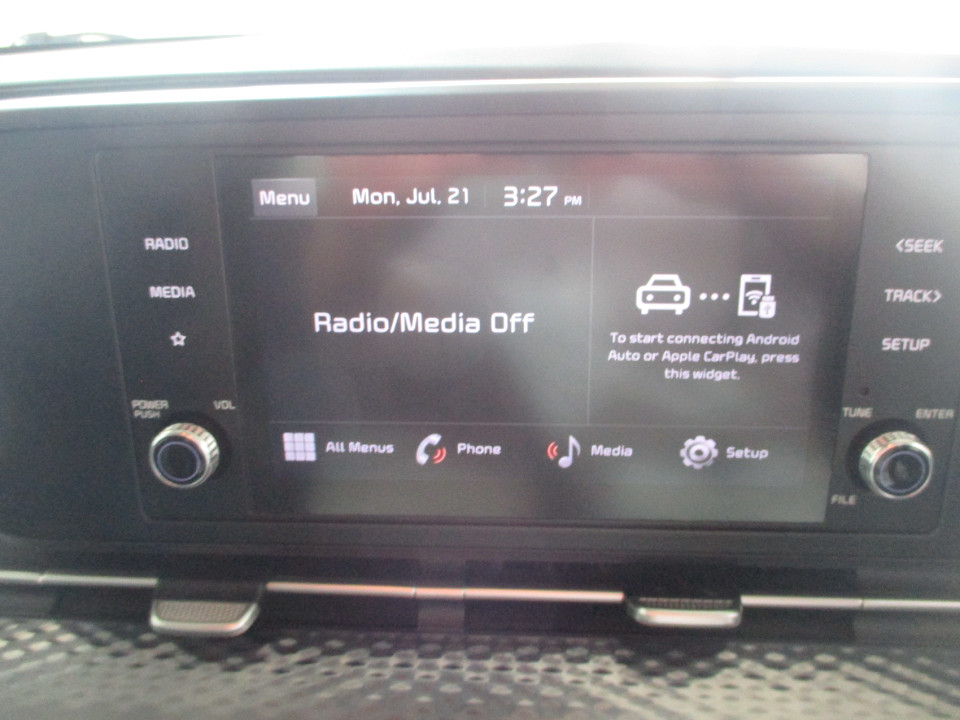 Menu Mon, Jul, 21 3:27 PM
RADIO
MEDIA
<SEEK
TRACK>
SETUP
Radio/Media Off
To start connecting Android
Auto or Apple CarPlay, press
this widget.
POWER
PUSH
VOL
TUNE
ENTER
FILE
All Menus Phone Media Setup